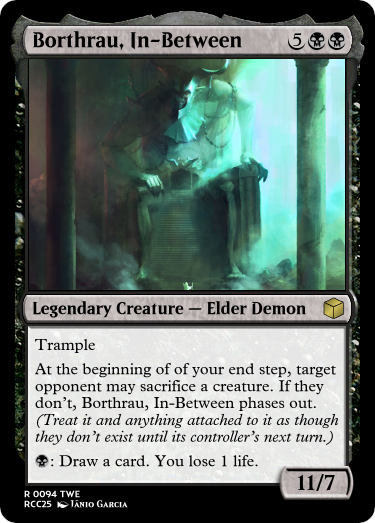 Borthrau, In-Between 5
Legendary Creature — Elder Demon
Trample
At the beginning of of your end step, target
opponent may sacrifice a creature. If they
don't, Borthrau, In-Between phases out.
(Treat it and anything attached to it as though
they don't exist until its controller's next turn.)
: Draw a card. You lose 1 life.
11/7
R 0094 TWE
RCC25 Jânio Garcia